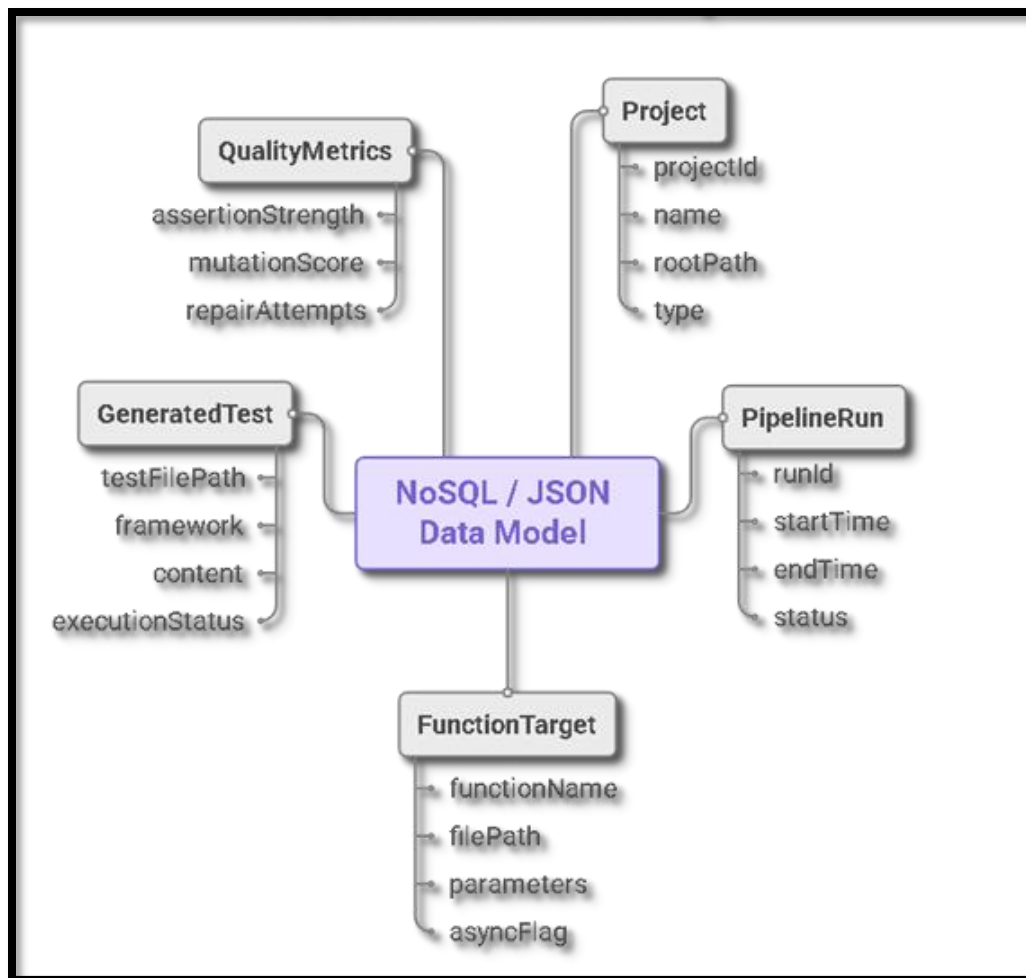 Project
projectId
name
rootPath
type
QualityMetrics
assertionStrength
mutationScore
repairAttempts
GeneratedTest
testFilePath
framework
content
executionStatus
NoSQL / JSON
Data Model
PipelineRun
runId
startTime
endTime
status
FunctionTarget
functionName
filePath
parameters
asyncFlag